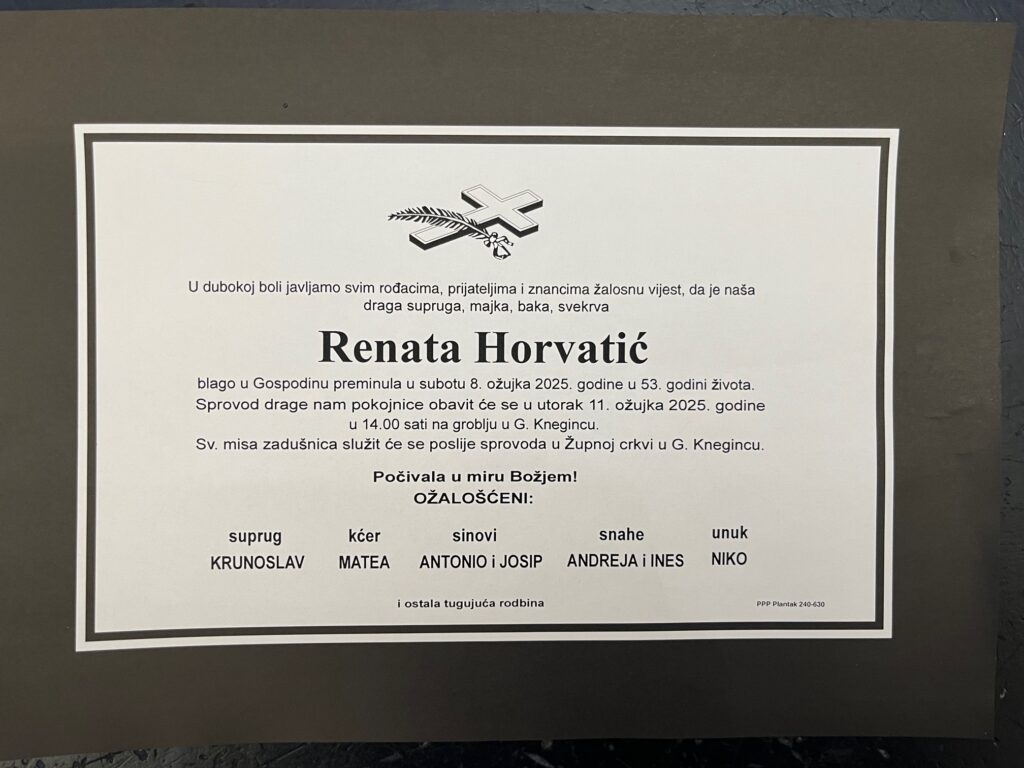 U dubokoj boli javljamo svim rođacima, prijateljima i znancima žalosnu vijest, da je naša
draga supruga, majka, baka, svekrva
Renata Horvatić
blago u Gospodinu preminula u subotu 8. ožujka 2025. godine u 53. godini života.
Sprovod drage nam pokojnice obavit će se u utorak 11. ožujka 2025. godine
u 14.00 sati na groblju u G. Knegincu.
Sv. misa zadušnica služit će se poslije sprovoda u Župnoj crkvi u G. Knegincu.
Počivala u miru Božjem!
OŽALOŠĆENI:
suprug kćer sinovi snahe unuk
KRUNOSLAV MATEA ANTONIO i JOSIP ANDREJA i INES NIKO
i ostala tugujuća rodbina
PPP Plantak 240-630